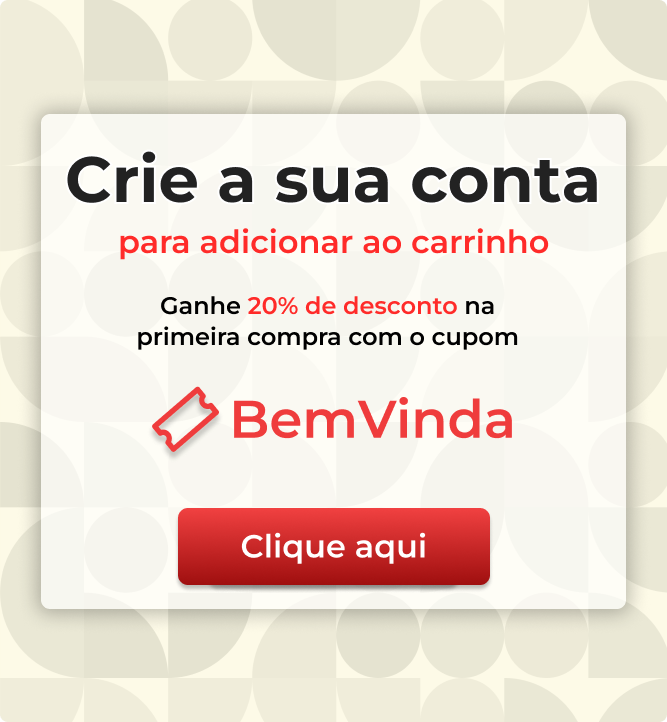 Crie a sua conta
para adicionar ao carrinho
Ganhe 20% de desconto na
primeira compra com o cupom
BemVinda
Clique aqui